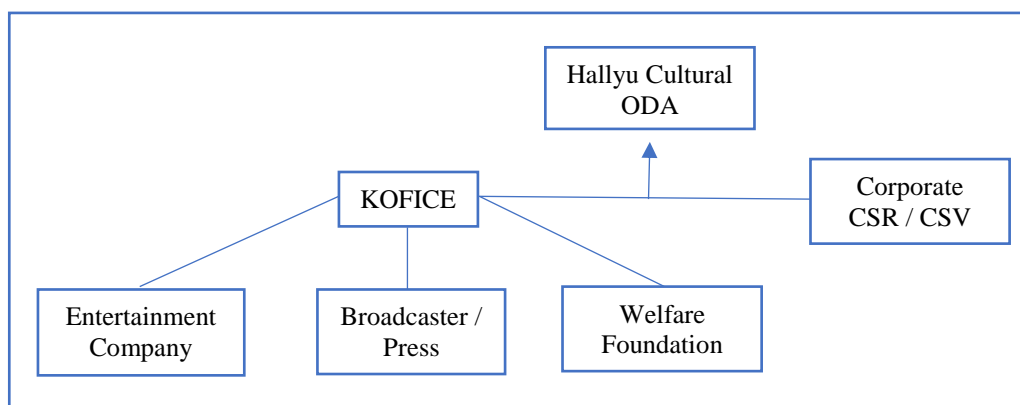 Hallyu Cultural
ODA
KOFICE
Corporate
CSR / CSV
Entertainment
Company
Broadcaster /
Press
Welfare
Foundation